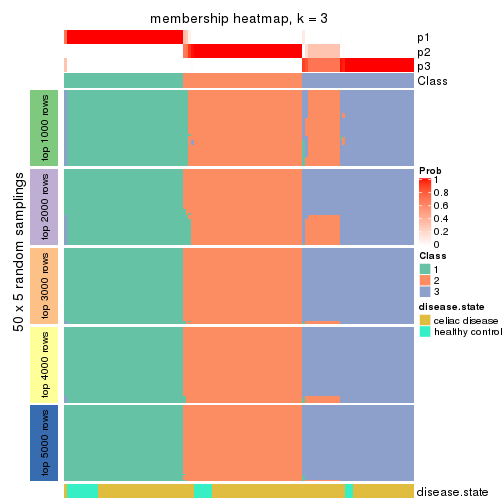 membership heatmap, k = 3
p1
p2
p3
Class
50 x 5 random samplings
top 1000 rows
top 2000 rows
top 3000 rows
top 4000 rows
top 5000 rows
Prob
1
0.8
0.6
0.4
0.2
0
Class
1
2
3
disease.state
celiac disease
healthy control
disease.state